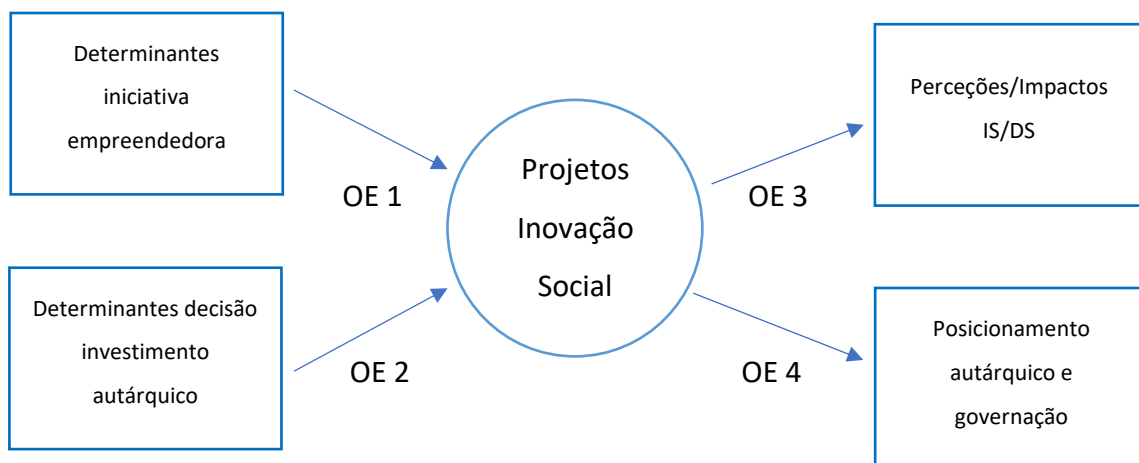 Determinantes
iniciativa
empreendedora
OE 1
Determinantes decisão
investimento
autárquico
OE 2
Projetos
Inovação
Social
OE 3
Perceções/Impactos
IS/DS
OE 4
Posicionamento
autárquico e
governação